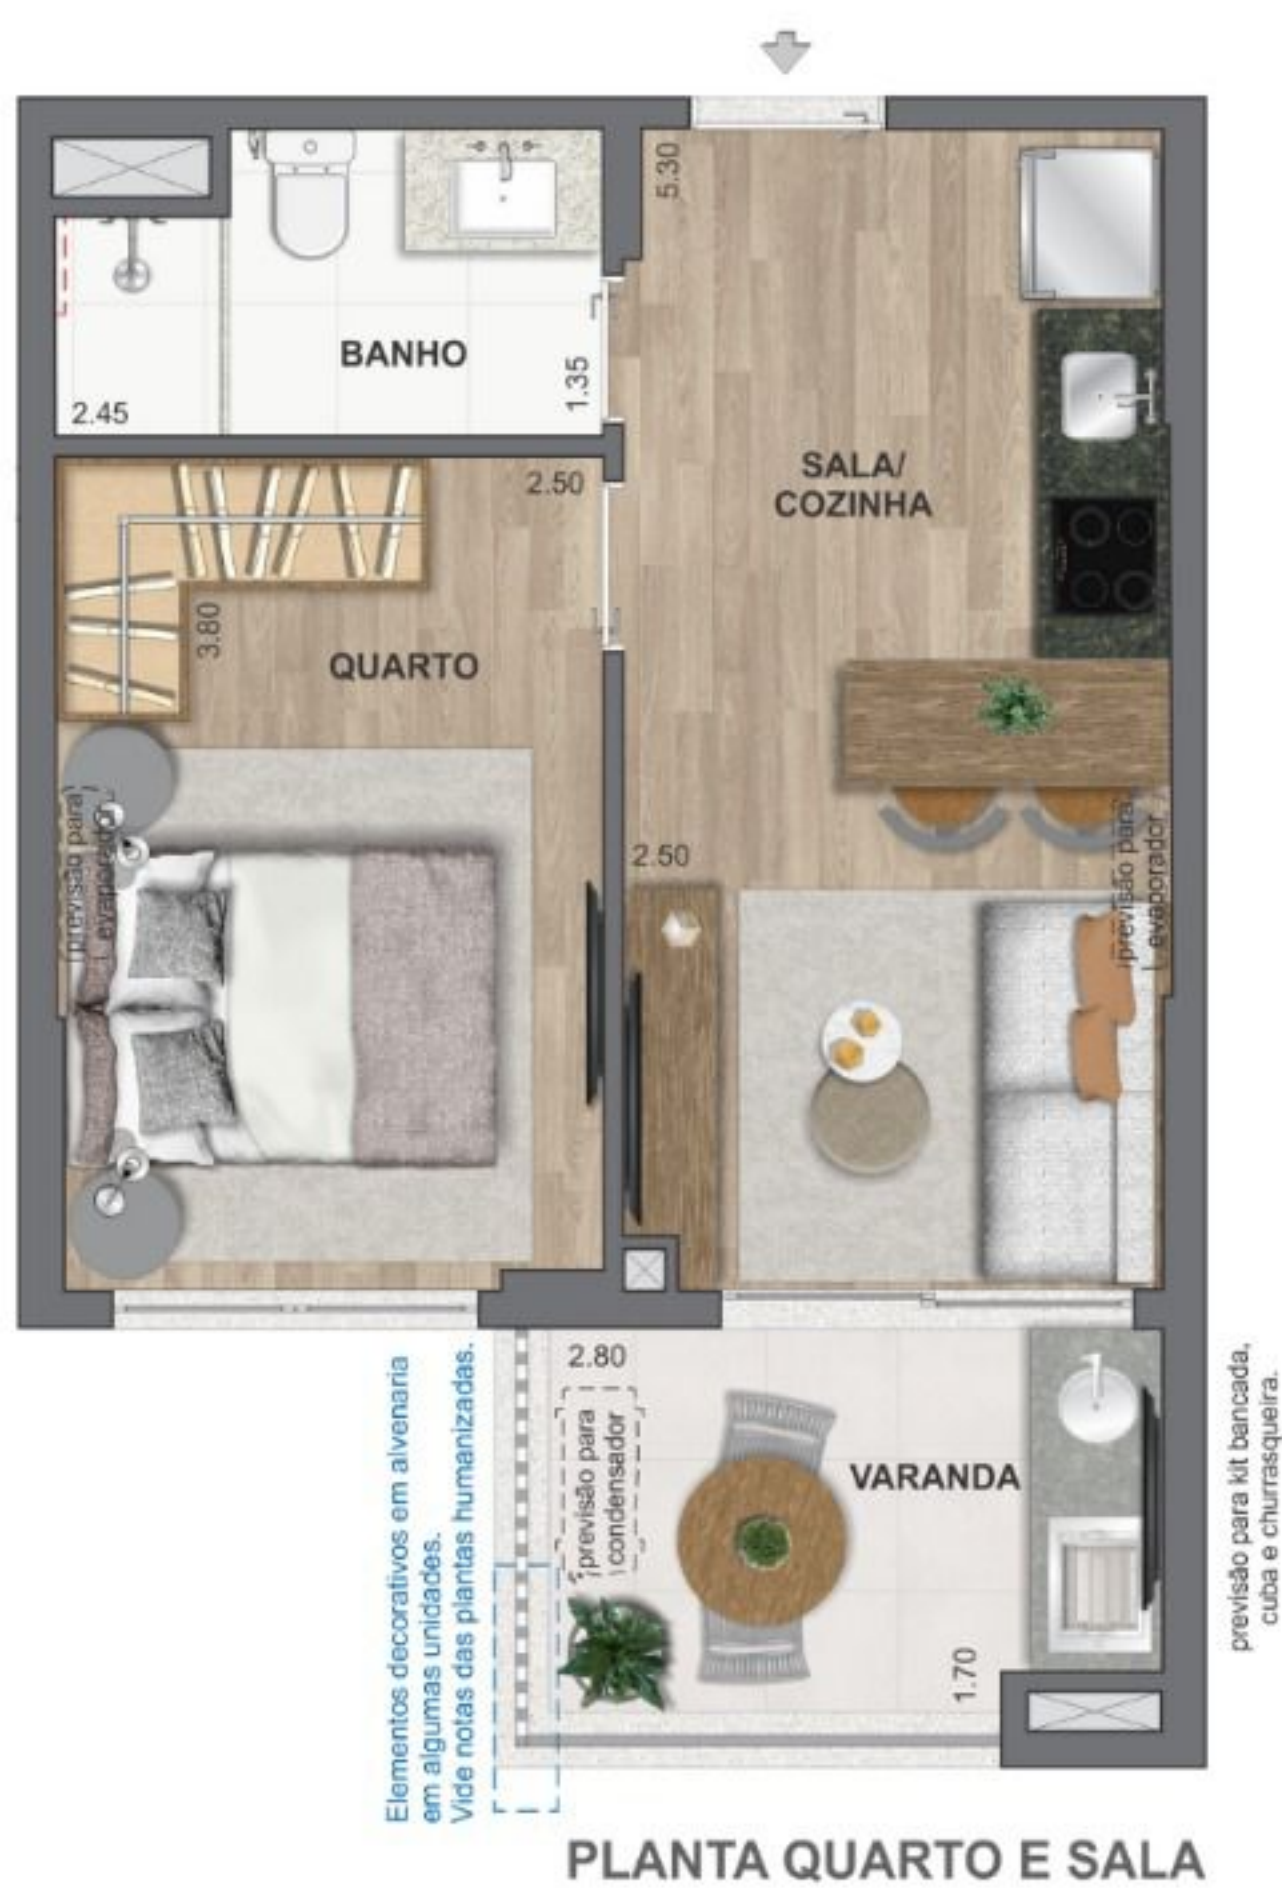 5.30
BANHO
1.35
2.45
SALA/
COZINHA
2.50
3.80
QUARTO
previsão para
evaporador
2.50
previsão para
evaporador
2.80
previsão para
condensador
VARANDA
1.70
Elementos decorativos em alvenaria
em algumas unidades.
Vide notas das plantas humanizadas.
previsão para kit bancada,
cuba e churrasqueira.
PLANTA QUARTO E SALA